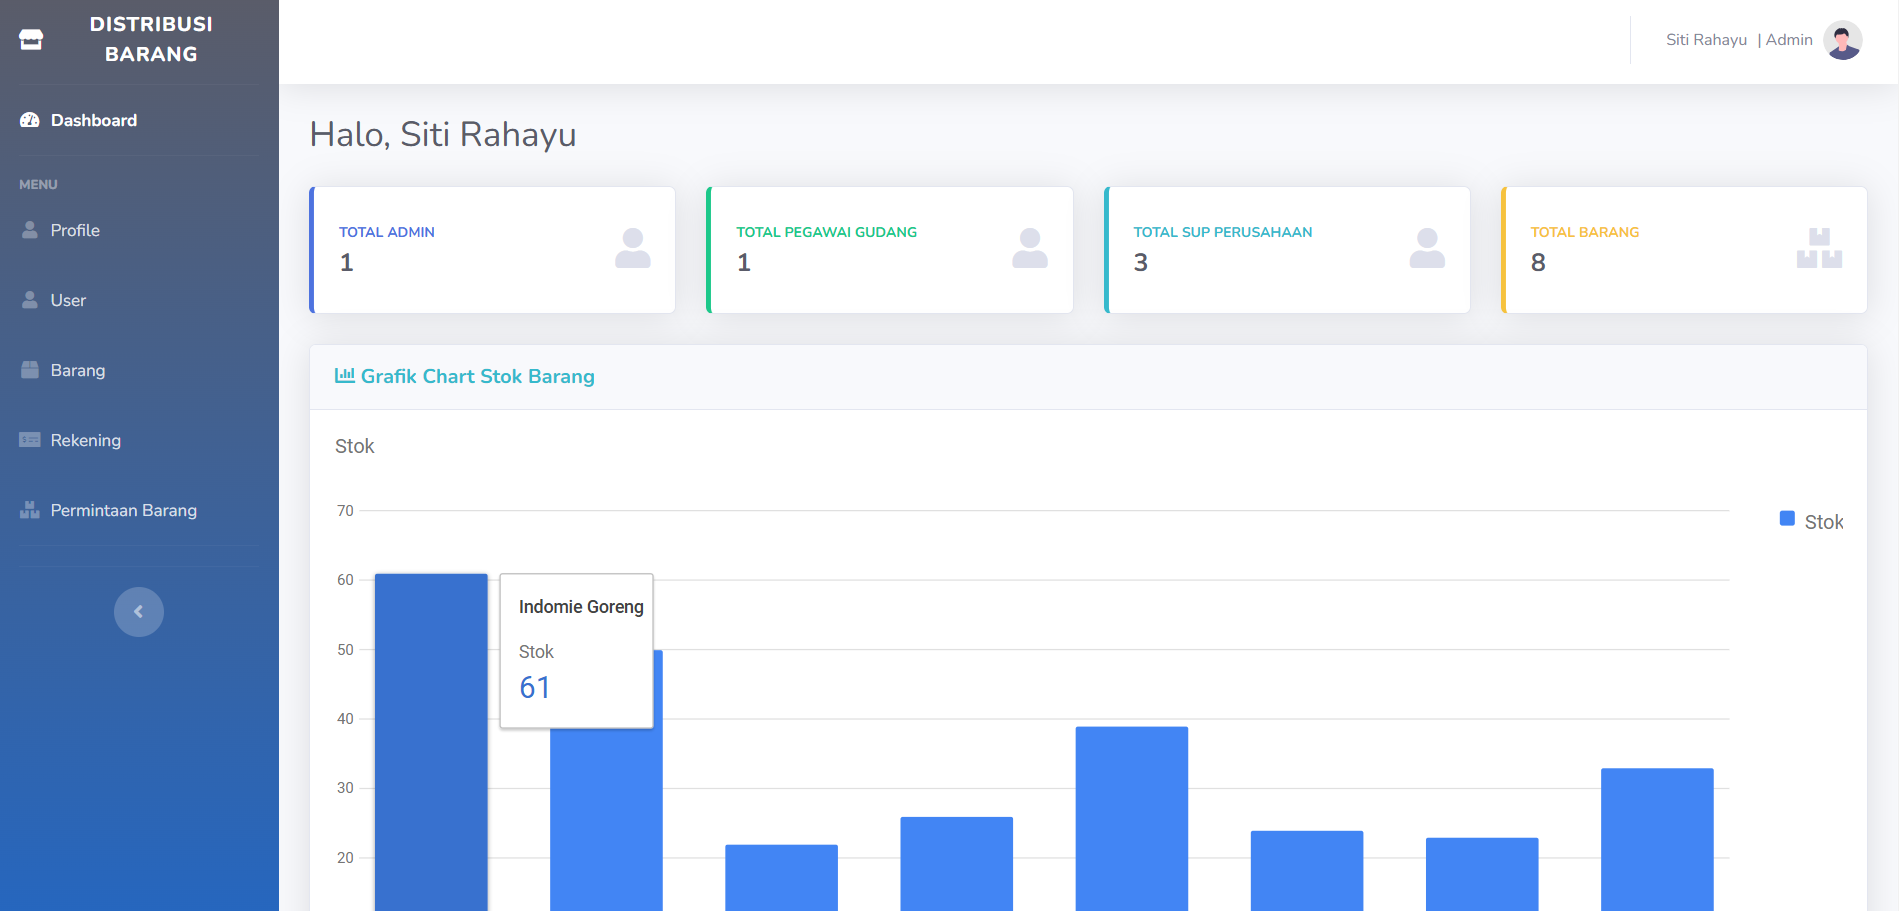 DISTRIBUSI
BARANG
Siti Rahayu | Admin
Dashboard
MENU
Profile
User
Barang
Rekening
Permintaan Barang
Halo, Siti Rahayu
TOTAL ADMIN
1
TOTAL PEGAWAI GUDANG
1
TOTAL SUP PERUSAHAAN
3
TOTAL BARANG
8
Grafik Chart Stok Barang
Stok
70
60
50
40
30
20
Indomie Goreng
Stok
61
Stok